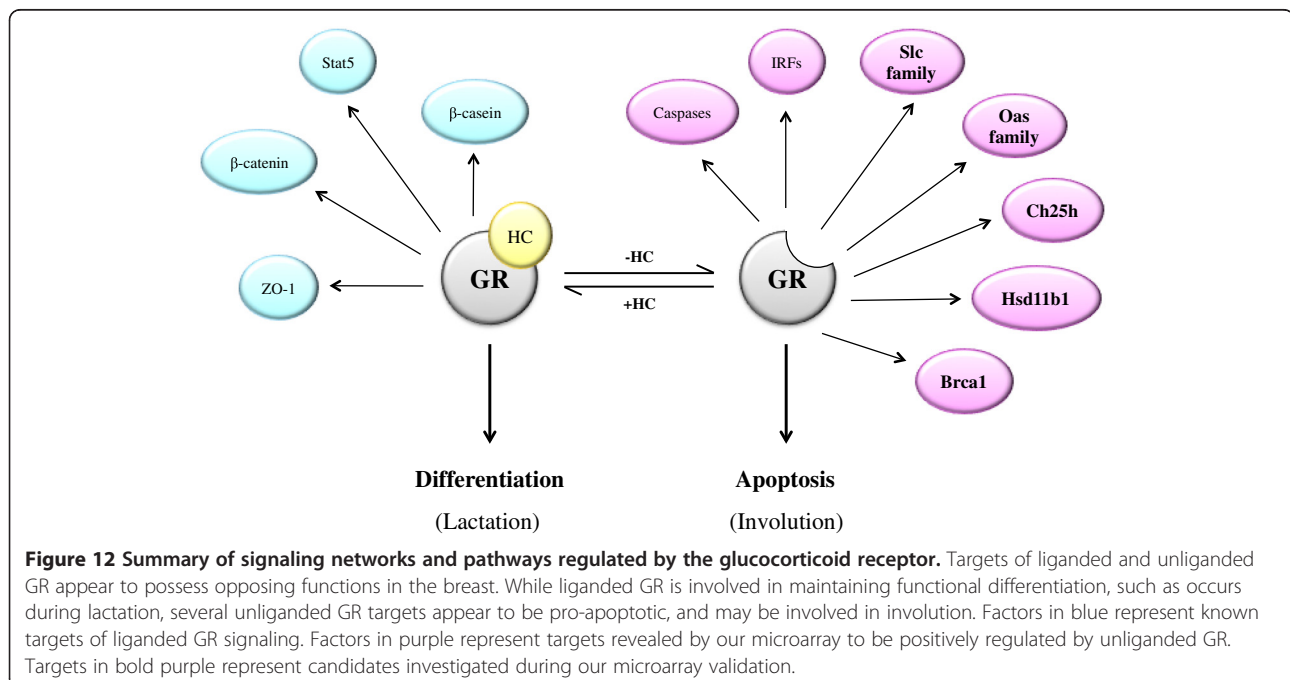 Stat5
β-casein
β-catenin
ZO-1
HC
GR
-HC
+HC
Caspases
IRFs
Slc
family
Oas
family
Ch25h
Hsd11b1
Brca1
GR
Differentiation
(Lactation)
Apoptosis
(Involution)
Figure 12 Summary of signaling networks and pathways regulated by the glucocorticoid receptor. Targets of liganded and unliganded
GR appear to possess opposing functions in the breast. While liganded GR is involved in maintaining functional differentiation, such as occurs
during lactation, several unliganded GR targets appear to be pro-apoptotic, and may be involved in involution. Factors in blue represent known
targets of liganded GR signaling. Factors in purple represent targets revealed by our microarray to be positively regulated by unliganded GR.
Targets in bold purple represent candidates investigated during our microarray validation.